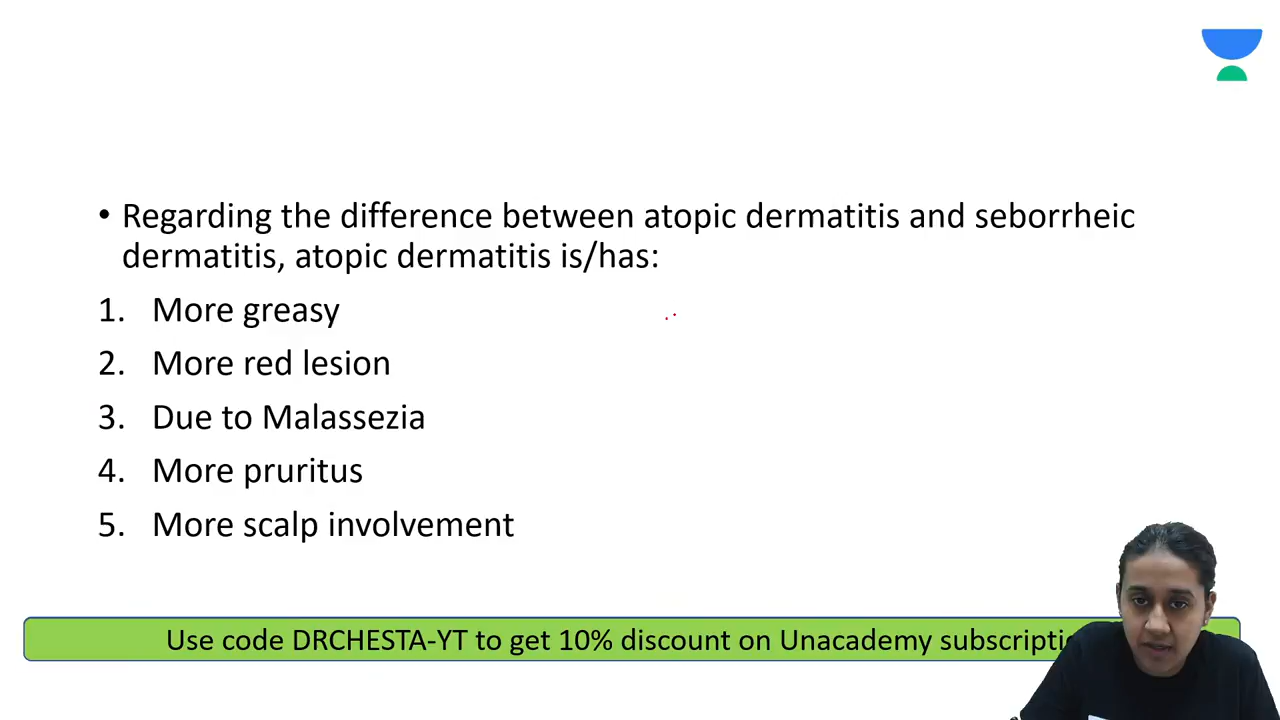 • Regarding the difference between atopic dermatitis and seborrheic
dermatitis, atopic dermatitis is/has:
1. More greasy
2. More red lesion
3. Due to Malassezia
4. More pruritus
5. More scalp involvement
Use code DRCHESTA-YT to get 10% discount on Unacademy